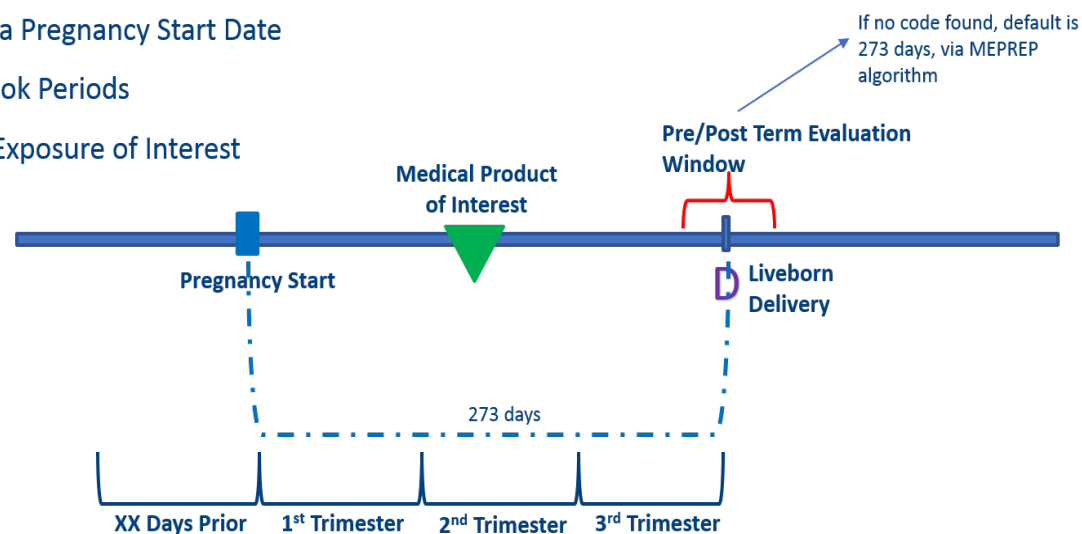 a Pregnancy Start Date
ok Periods
Exposure of Interest
If no code found, default is
273 days, via MEPREP
algorithm
Pre/Post Term Evaluation
Window
Medical Product
of Interest
Pregnancy Start
D
Liveborn
Delivery
273 days
XX Days Prior
1st Trimester
2nd Trimester
3rd Trimester